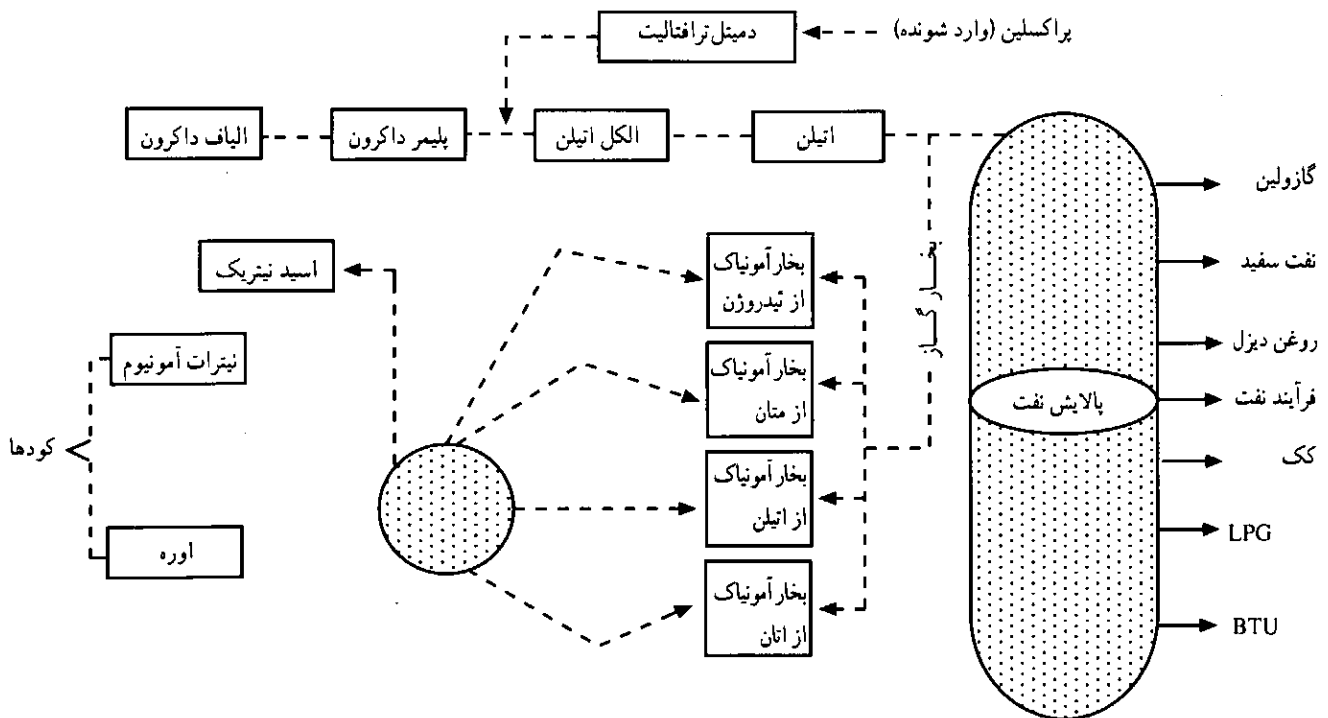 پراکسلین (وارد شونده)
دمیتل ترافتالیت
اتیلن
الکل اتیلن
پلیمر داکرون
الیاف داکرون
گازولین
نفت سفید
روغن دیزل
فرآیند نفت
کک
LPG
BTU
پالایش نفت
بخار گاز
بخار آمونیاک
از ئیدروژن
بخار آمونیاک
از متان
بخار آمونیاک
از اتیلن
بخار آمونیاک
از اتان
اسید نیتریک
نیترات آمونیوم
کودها
اوره